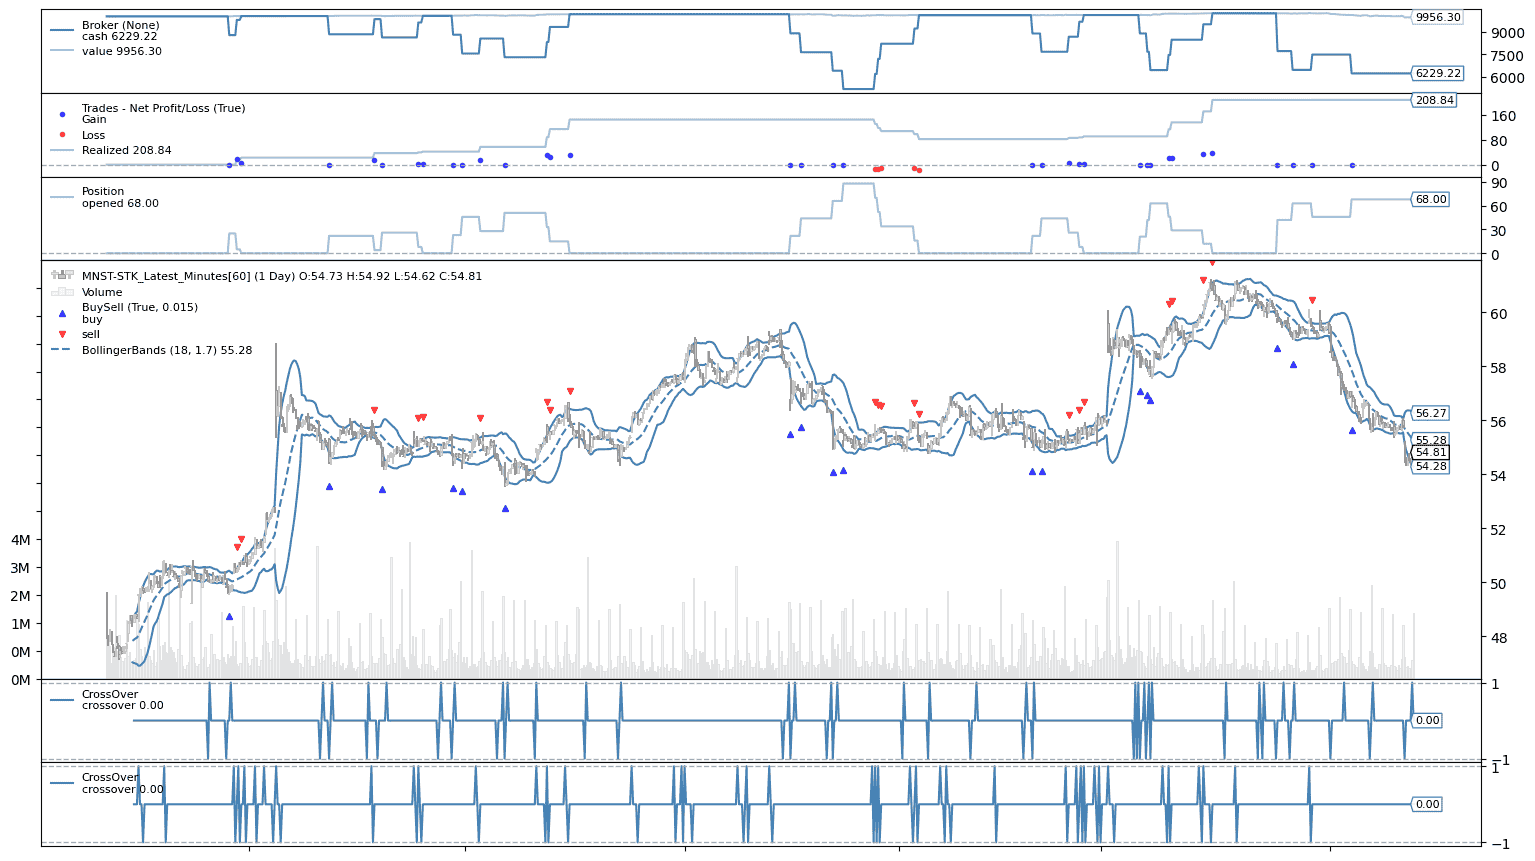 Broker (None)
cash 6229.22
value 9956.30
9956.30
9000
7500
6229.22
6000
Trades - Net Profit/Loss (True)
Gain
Loss
Realized 208.84
208.84
160
80
0
Position
opened 68.00
90
68.00
60
30
0
MNST-STK_Latest_Minutes[60] (1 Day) O:54.73 H:54.92 L:54.62 C:54.81
Volume
BuySell (True, 0.015)
buy
sell
BollingerBands (18, 1.7) 55.28
60
58
56.27
56
55.28
54.81
54.28
54
52
50
48
4M
3M
2M
1M
0M
0M
CrossOver
crossover 0.00
1
0.00
−1
CrossOver
crossover 0.00
1
0.00
−1